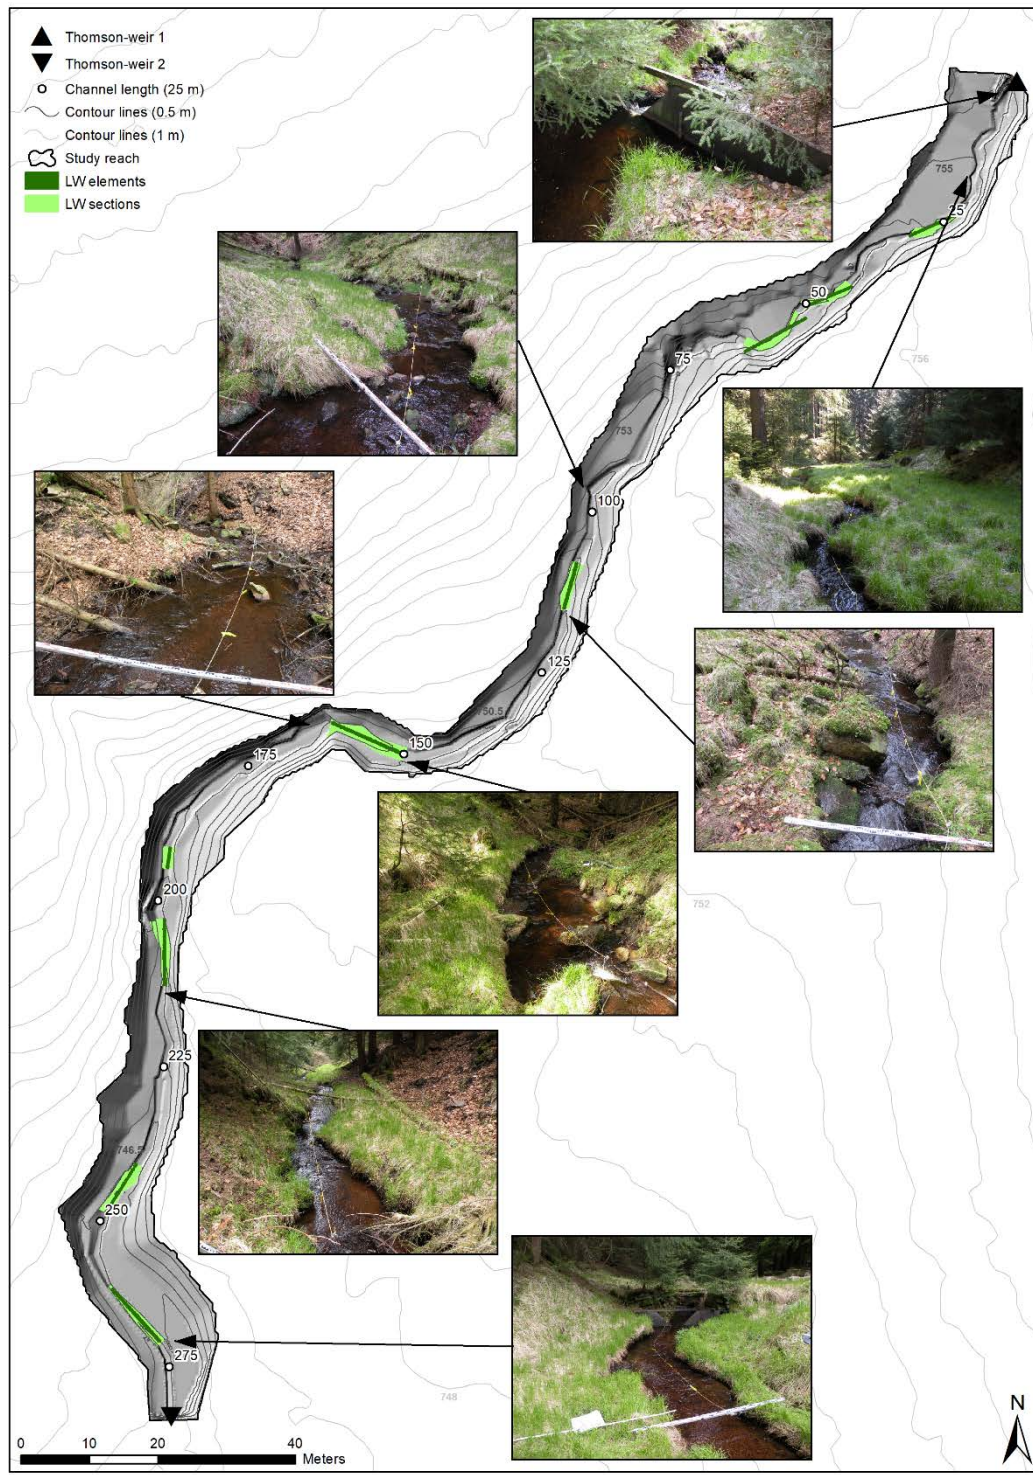 Thomson-weir 1
Thomson-weir 2
Channel length (25 m)
Contour lines (0.5 m)
Contour lines (1 m)
Study reach
LW elements
LW sections
755
25
50
756
75
753
100
125
750.5
150
175
200
752
225
746.5
250
275
748
N
0 10 20 40
Meters